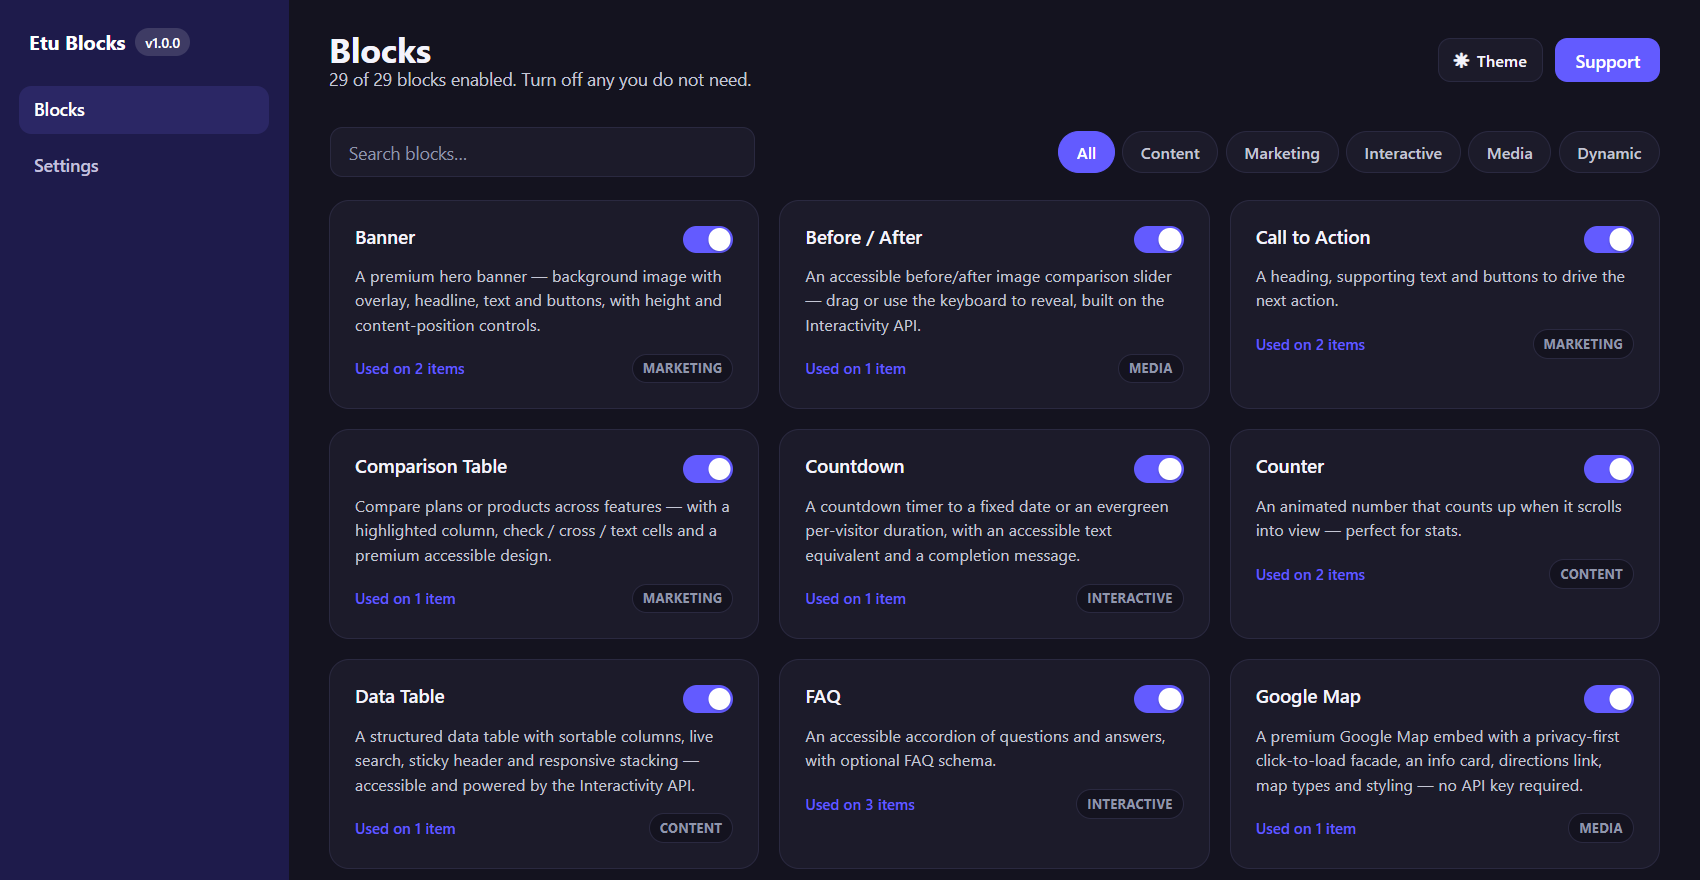 Etu Blocks v1.0.0
Blocks
Settings
Blocks
29 of 29 blocks enabled. Turn off any you do not need.
Theme
Support
Search blocks...
All
Content
Marketing
Interactive
Media
Dynamic
Banner
A premium hero banner — background image with
overlay, headline, text and buttons, with height and
content-position controls.
Used on 2 items
MARKETING
Before / After
An accessible before/after image comparison slider
— drag or use the keyboard to reveal, built on the
Interactivity API.
Used on 1 item
MEDIA
Call to Action
A heading, supporting text and buttons to drive the
next action.
Used on 2 items
MARKETING
Comparison Table
Compare plans or products across features — with a
highlighted column, check / cross / text cells and a
premium accessible design.
Used on 1 item
MARKETING
Countdown
A countdown timer to a fixed date or an evergreen
per-visitor duration, with an accessible text
equivalent and a completion message.
Used on 1 item
INTERACTIVE
Counter
An animated number that counts up when it scrolls
into view — perfect for stats.
Used on 2 items
CONTENT
Data Table
A structured data table with sortable columns, live
search, sticky header and responsive stacking —
accessible and powered by the Interactivity API.
Used on 1 item
CONTENT
FAQ
An accessible accordion of questions and answers,
with optional FAQ schema.
Used on 3 items
INTERACTIVE
Google Map
A premium Google Map embed with a privacy-first
click-to-load facade, an info card, directions link,
map types and styling — no API key required.
Used on 1 item
MEDIA